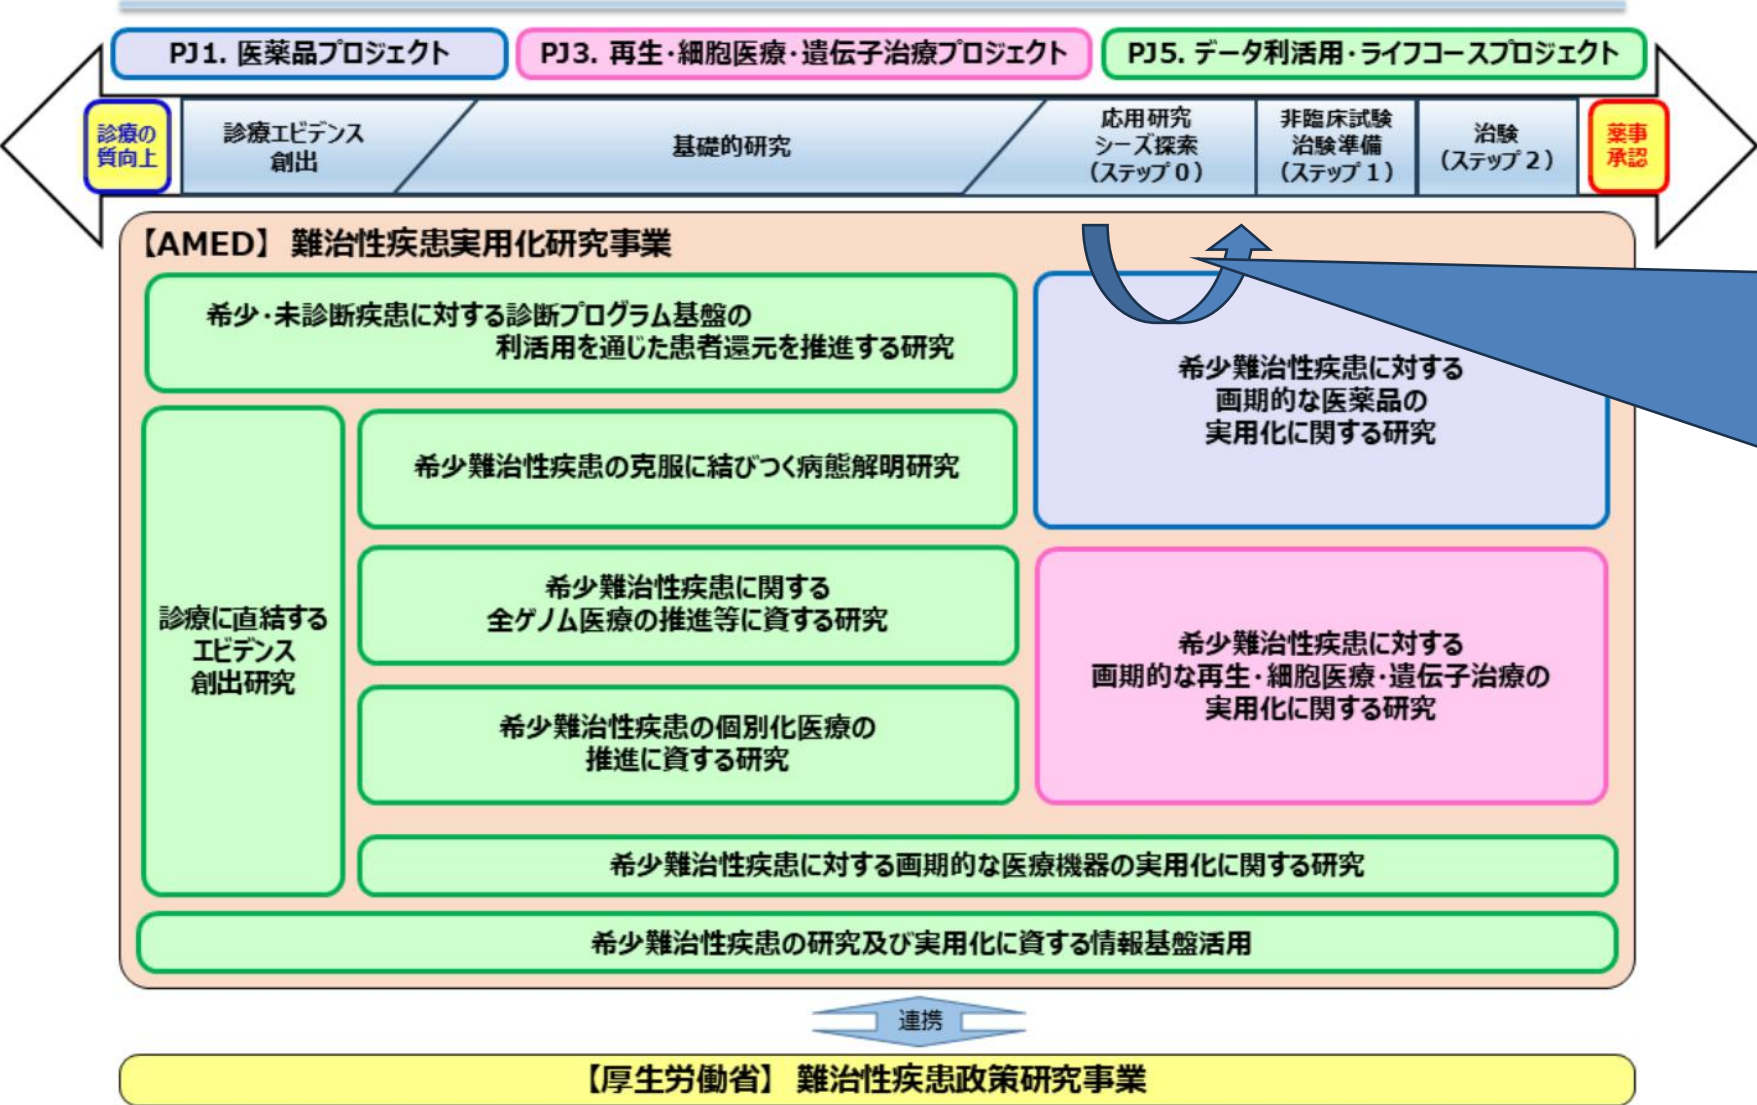 PJ1. 医薬品プロジェクト
PJ3. 再生・細胞医療・遺伝子治療プロジェクト
PJ5. データ利活用・ライフコースプロジェクト
診療の
質向上
診療エビデンス
創出
基礎的研究
応用研究
シーズ探索
（ステップ０）
非臨床試験
治験準備
（ステップ１）
治験
（ステップ２）
薬事
承認
【AMED】難治性疾患実用化研究事業
希少・未診断疾患に対する診断プログラム基盤の
利活用を通じた患者還元を推進する研究
希少難治性疾患に対する
画期的な医薬品の
実用化に関する研究
希少難治性疾患の克服に結びつく病態解明研究
診療に直結する
エビデンス
創出研究
希少難治性疾患に関する
全ゲノム医療の推進等に資する研究
希少難治性疾患に対する
画期的な再生・細胞医療・遺伝子治療の
実用化に関する研究
希少難治性疾患の個別化医療の
推進に資する研究
希少難治性疾患に対する画期的な医療機器の実用化に関する研究
希少難治性疾患の研究及び実用化に資する情報基盤活用
連携
【厚生労働省】難治性疾患政策研究事業